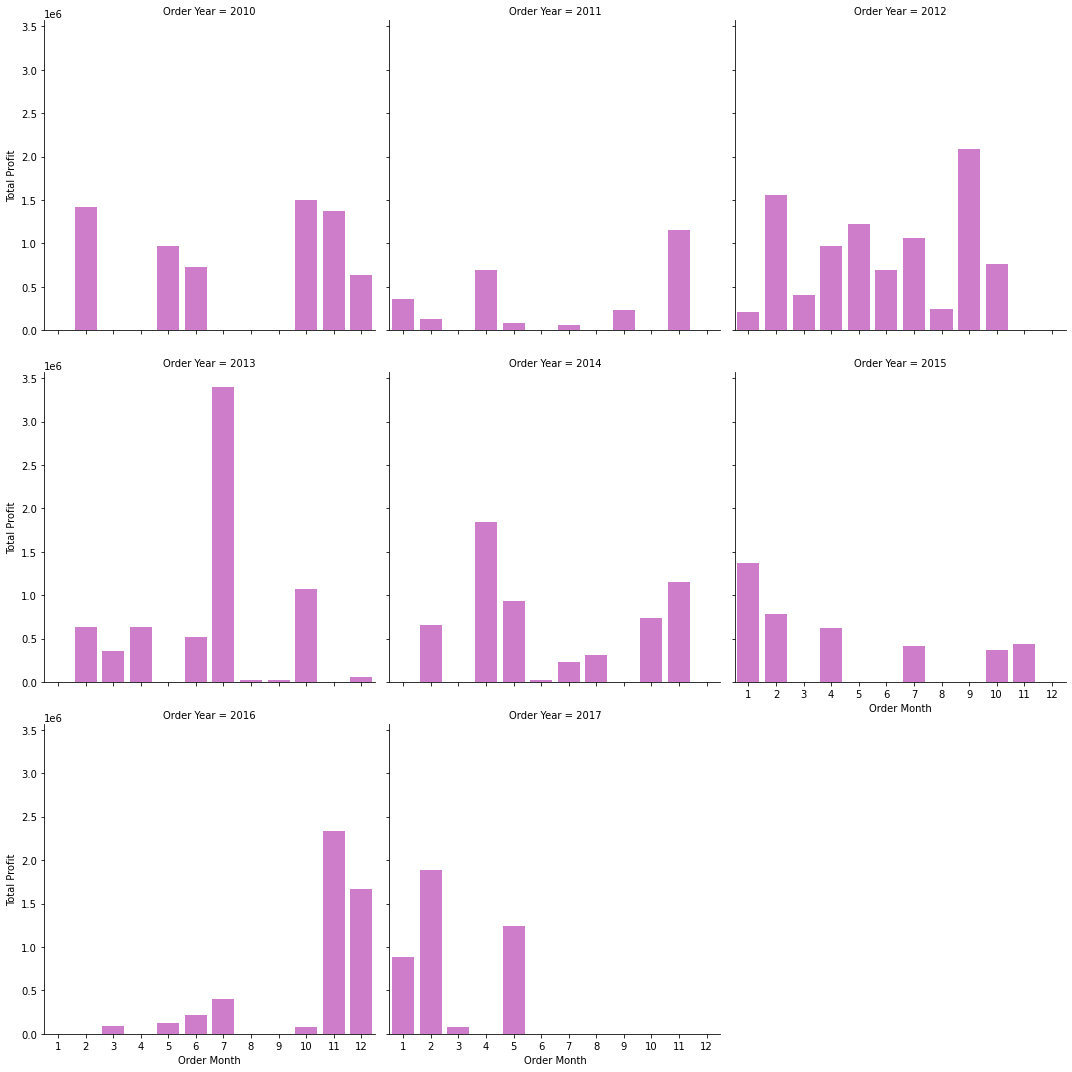 Order Year = 2010 Order Year = 2011 Order Year = 2012
1e6
3.5
3.0
2.5
2.0
1.5
1.0
0.5
0.0
Total Profit
Order Year = 2013 Order Year = 2014 Order Year = 2015
1e6
3.5
3.0
2.5
2.0
1.5
1.0
0.5
0.0
Total Profit
1 2 3 4 5 6 7 8 9 10 11 12
Order Month
Order Year = 2016 Order Year = 2017
1e6
3.5
3.0
2.5
2.0
1.5
1.0
0.5
0.0
Total Profit
1 2 3 4 5 6 7 8 9 10 11 12 1 2 3 4 5 6 7 8 9 10 11 12
Order Month Order Month